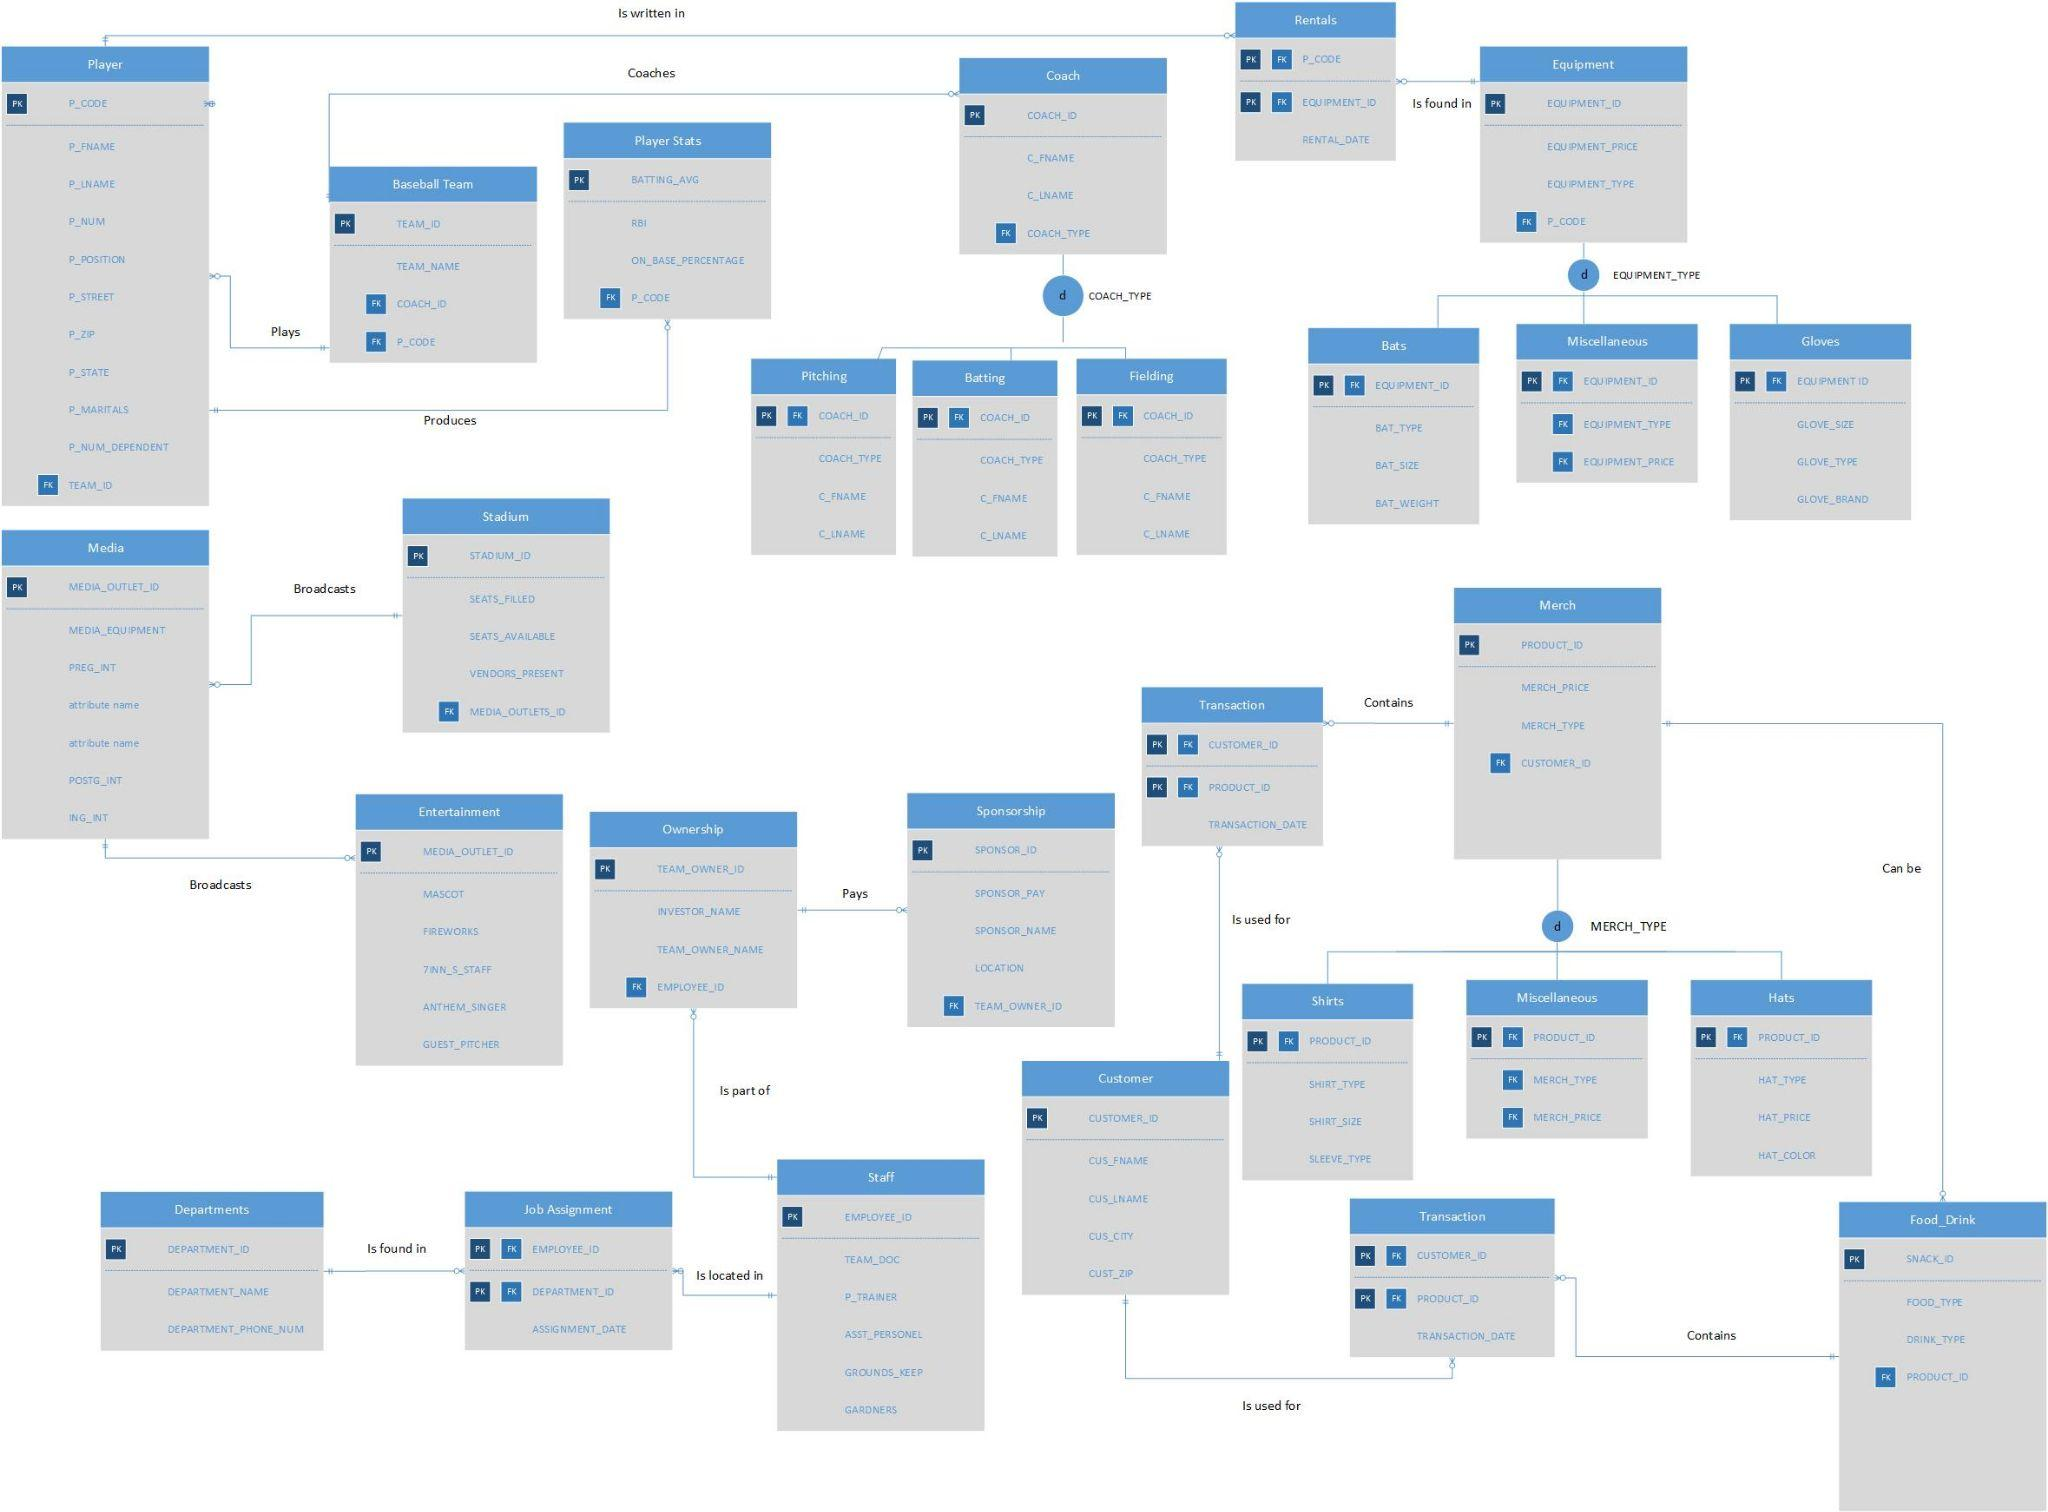 Is written in
Player
PK P_CODE
P_FNAME
P_LNAME
P_NUM
P_POSITION
P_STREET
P_ZIP
P_STATE
P_MARITALS
P_NUM_DEPENDENT
FK TEAM_ID
Coaches
Plays
Produces
Baseball Team
PK TEAM_ID
TEAM_NAME
FK COACH_ID
FK P_CODE
Player Stats
PK BATTING_AVG
RBI
ON_BASE_PERCENTAGE
FK P_CODE
Coach
PK COACH_ID
C_FNAME
C_LNAME
FK COACH_TYPE
d COACH_TYPE
Pitching
PK FK COACH_ID
COACH_TYPE
C_FNAME
C_LNAME
Batting
PK FK COACH_ID
COACH_TYPE
C_FNAME
C_LNAME
Fielding
PK FK COACH_ID
COACH_TYPE
C_FNAME
C_LNAME
Rentals
PK FK P_CODE
PK FK EQUIPMENT_ID
RENTAL_DATE
Is found in
Equipment
PK EQUIPMENT_ID
EQUIPMENT_PRICE
EQUIPMENT_TYPE
FK P_CODE
d EQUIPMENT_TYPE
Bats
PK FK EQUIPMENT_ID
BAT_TYPE
BAT_SIZE
BAT_WEIGHT
Miscellaneous
PK FK EQUIPMENT_ID
FK EQUIPMENT_TYPE
FK EQUIPMENT_PRICE
Gloves
PK FK EQUIPMENT ID
GLOVE_SIZE
GLOVE_TYPE
GLOVE_BRAND
Media
PK MEDIA_OUTLET_ID
MEDIA_EQUIPMENT
PREG_INT
attribute name
attribute name
POSTG_INT
ING_INT
Broadcasts
Stadium
PK STADIUM_ID
SEATS_FILLED
SEATS_AVAILABLE
VENDORS_PRESENT
FK MEDIA_OUTLETS_ID
Broadcasts
Entertainment
PK MEDIA_OUTLET_ID
MASCOT
FIREWORKS
7INN_S_STAFF
ANTHEM_SINGER
GUEST_PITCHER
Ownership
PK TEAM_OWNER_ID
INVESTOR_NAME
TEAM_OWNER_NAME
FK EMPLOYEE_ID
Pays
Sponsorship
PK SPONSOR_ID
SPONSOR_PAY
SPONSOR_NAME
LOCATION
FK TEAM_OWNER_ID
Is part of
Transaction
PK FK CUSTOMER_ID
PK FK PRODUCT_ID
TRANSACTION_DATE
Contains
Merch
PK PRODUCT_ID
MERCH_PRICE
MERCH_TYPE
FK CUSTOMER_ID
Can be
Is used for
d MERCH_TYPE
Shirts
PK FK PRODUCT_ID
SHIRT_TYPE
SHIRT_SIZE
SLEEVE_TYPE
Miscellaneous
PK FK PRODUCT_ID
FK MERCH_TYPE
FK MERCH_PRICE
Hats
PK FK PRODUCT_ID
HAT_TYPE
HAT_PRICE
HAT_COLOR
Departments
PK DEPARTMENT_ID
DEPARTMENT_NAME
DEPARTMENT_PHONE_NUM
Is found in
Job Assignment
PK FK EMPLOYEE_ID
PK FK DEPARTMENT_ID
ASSIGNMENT_DATE
Is located in
Staff
PK EMPLOYEE_ID
TEAM_DOC
P_TRAINER
ASST_PERSONEL
GROUNDS_KEEP
GARDNERS
Customer
PK CUSTOMER_ID
CUS_FNAME
CUS_LNAME
CUS_CITY
CUST_ZIP
Is used for
Transaction
PK FK CUSTOMER_ID
PK FK PRODUCT_ID
TRANSACTION_DATE
Contains
Food_Drink
PK SNACK_ID
FOOD_TYPE
DRINK_TYPE
FK PRODUCT_ID